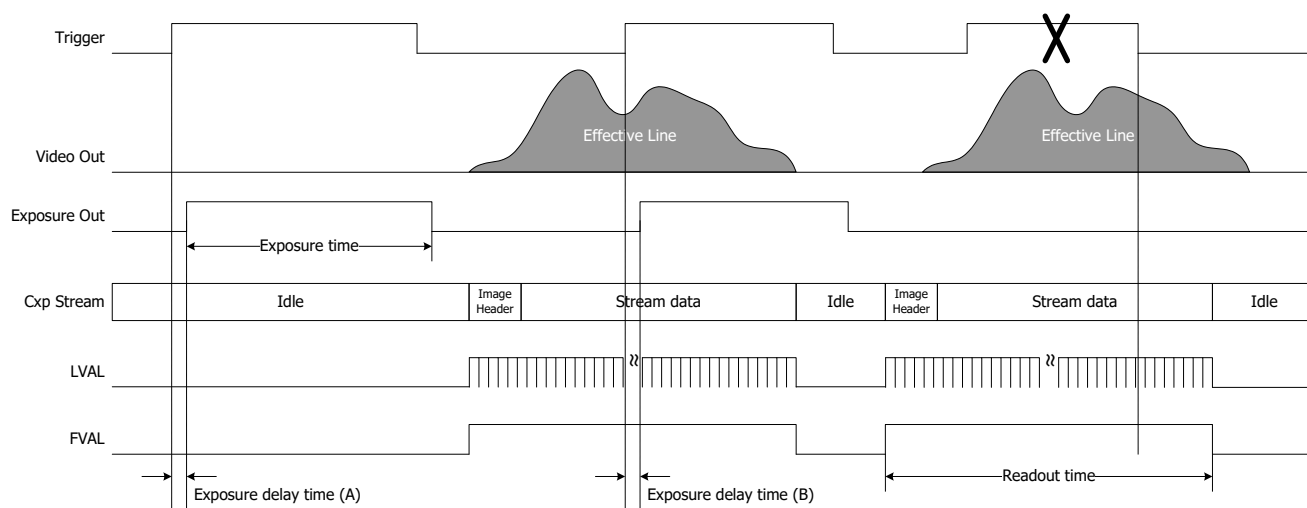 Trigger
Effective Line
Effective Line
Video Out
Exposure Out
Exposure time
Cxp Stream
Idle
Image
Header
Stream data
Idle
Image
Header
Stream data
Idle
LVAL
≈
≈
FVAL
Exposure delay time (A)
Exposure delay time (B)
Readout time